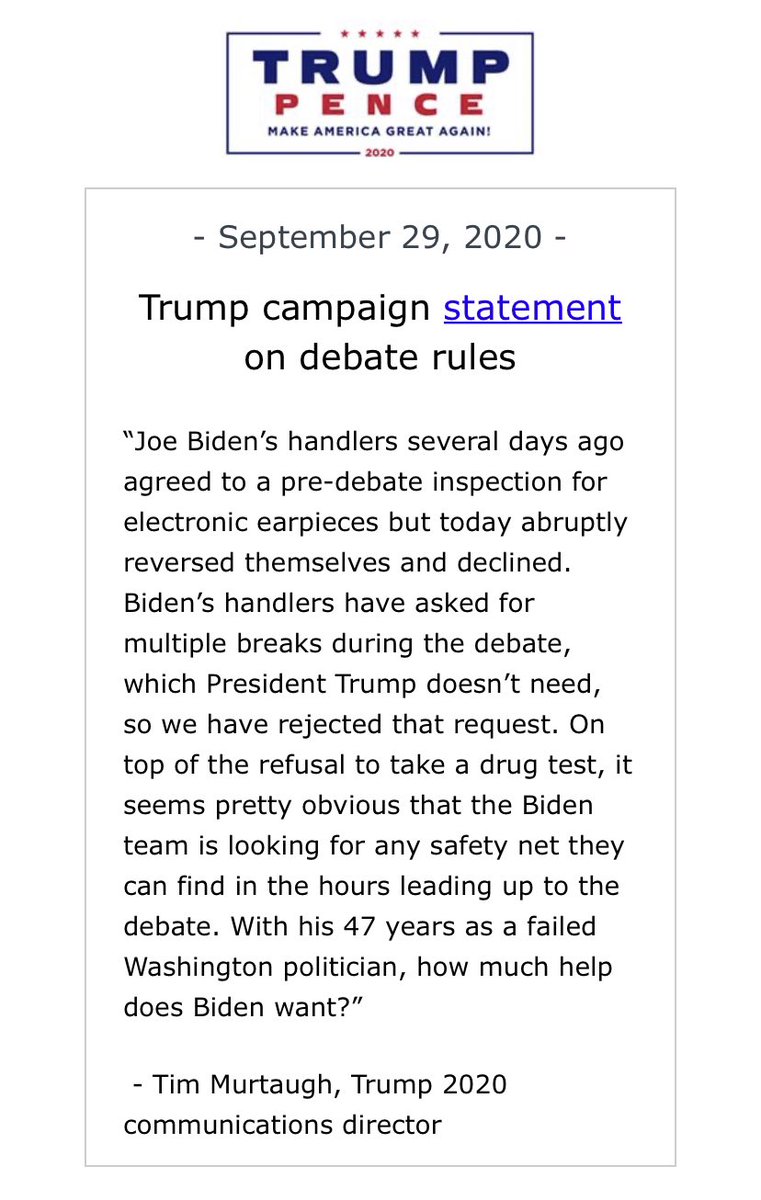 ★ ★ ★ ★ ★
TRUMP
PENCE
MAKE AMERICA GREAT AGAIN!
2020
- September 29, 2020 -
Trump campaign statement
on debate rules
“Joe Biden’s handlers several days ago
agreed to a pre-debate inspection for
electronic earpieces but today abruptly
reversed themselves and declined.
Biden’s handlers have asked for
multiple breaks during the debate,
which President Trump doesn’t need,
so we have rejected that request. On
top of the refusal to take a drug test, it
seems pretty obvious that the Biden
team is looking for any safety net they
can find in the hours leading up to the
debate. With his 47 years as a failed
Washington politician, how much help
does Biden want?”
- Tim Murtaugh, Trump 2020
communications director